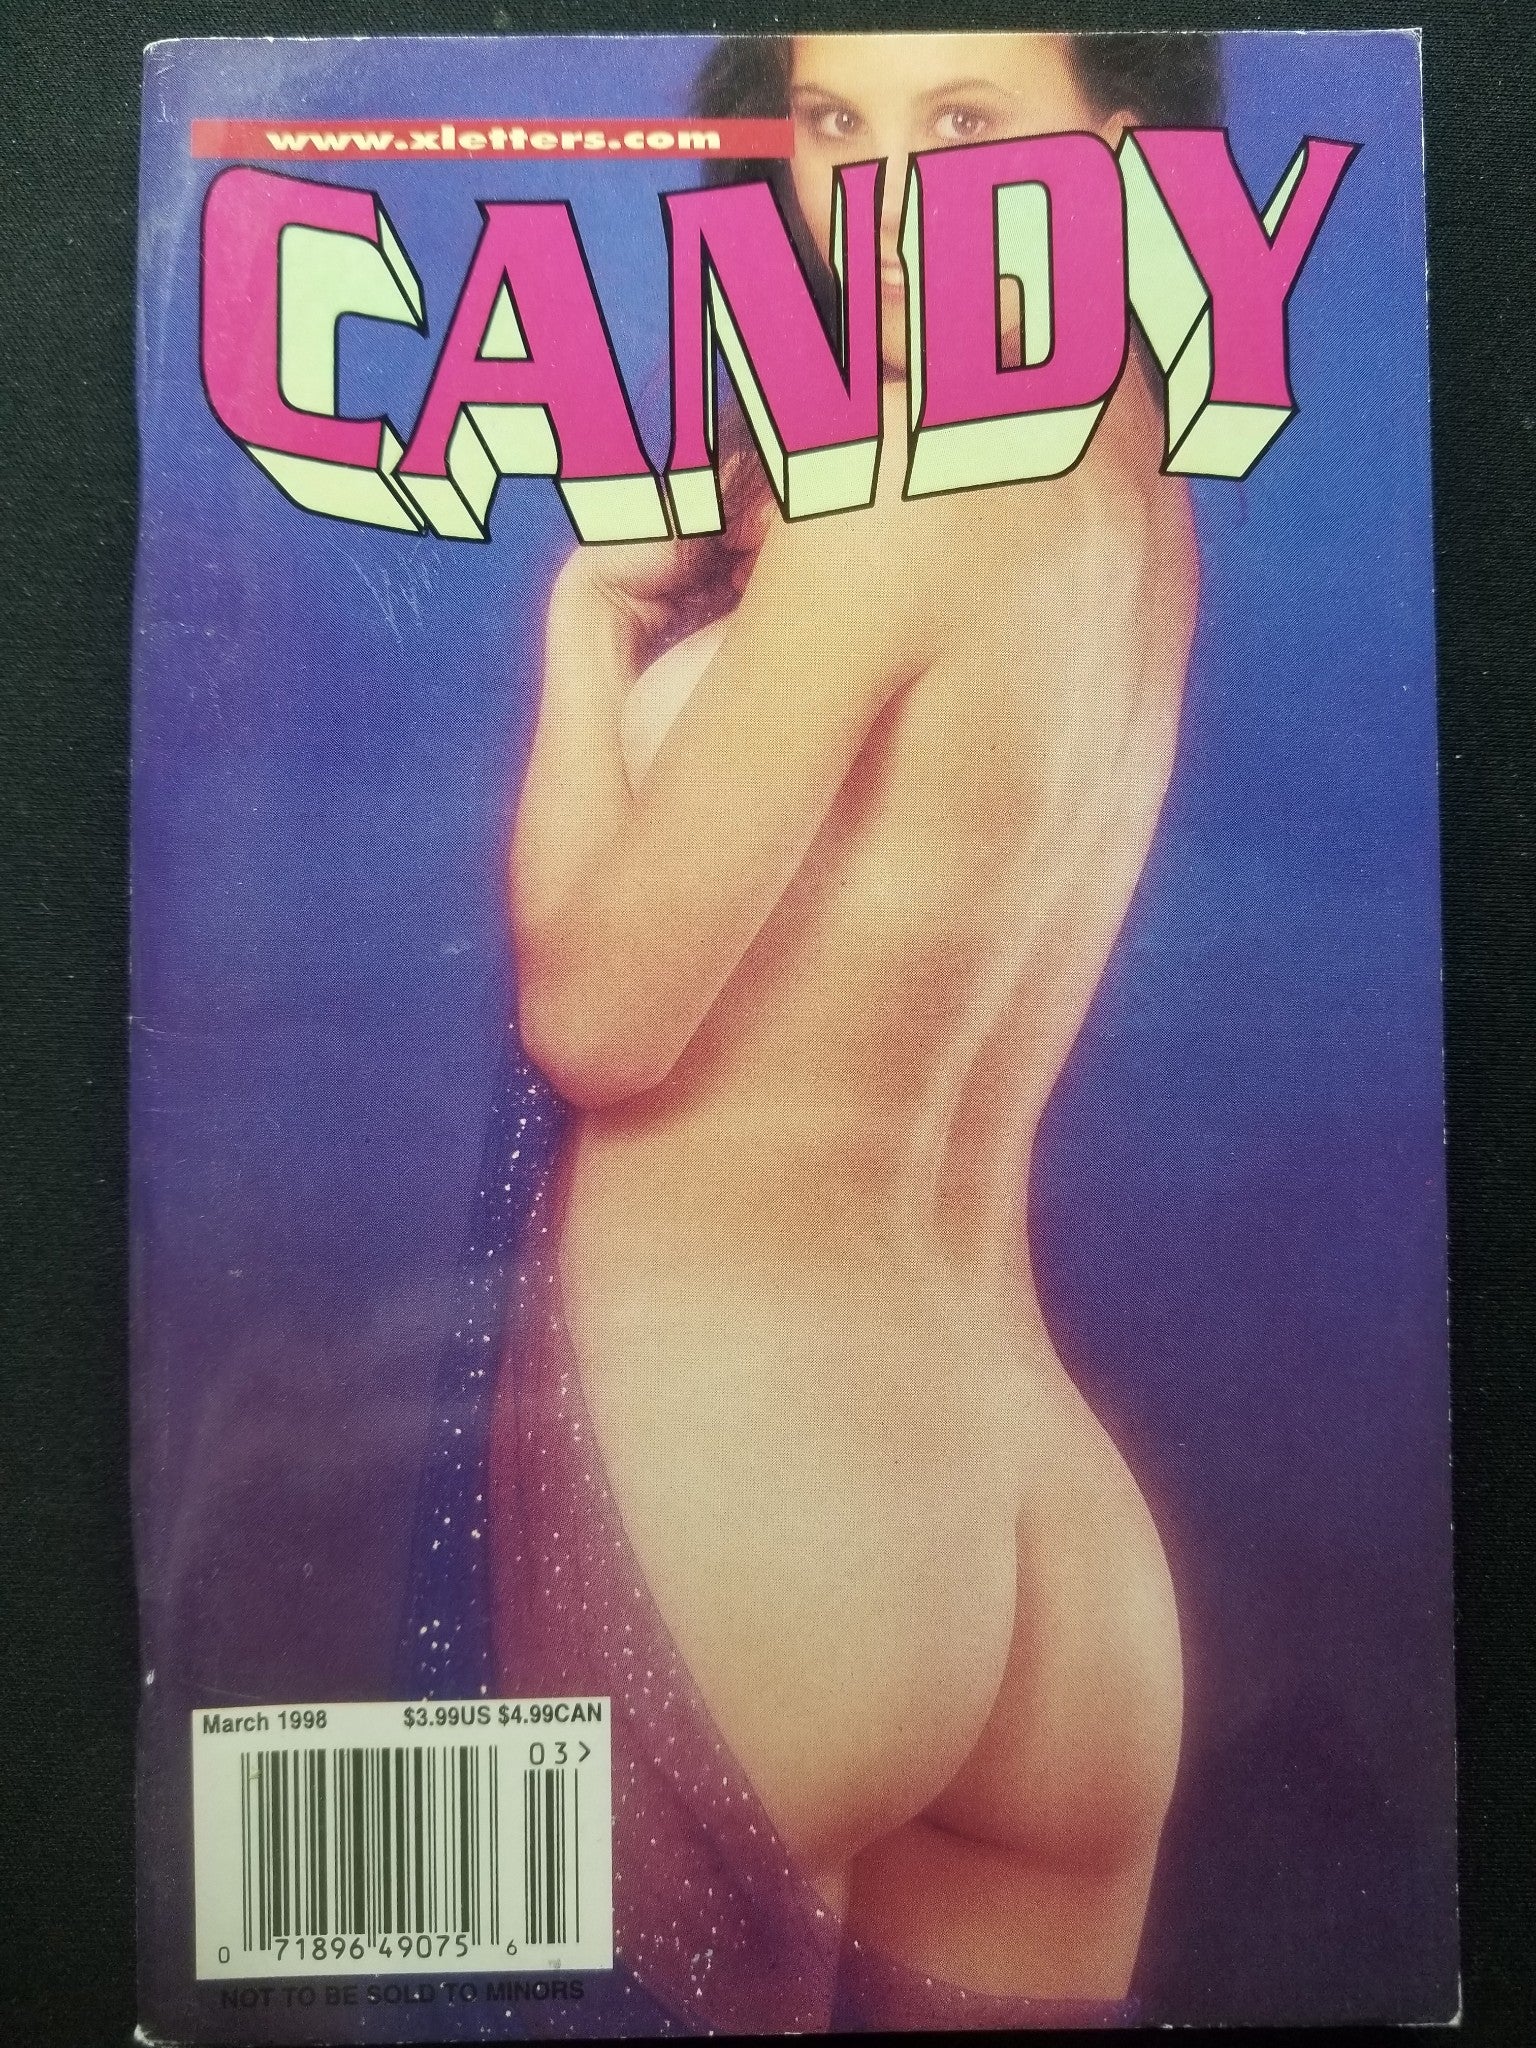 www.xletters.com
CANDY
March 1998 $3.99US $4.99CAN
03>
0 71896 49075 6
NOT TO BE SOLD TO MINORS